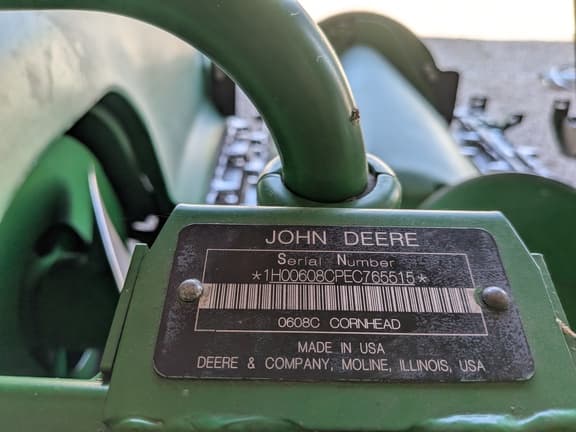 JOHN DEERE
Serial Number
*1H00608CPEC765515*
0608C CORNHEAD
MADE IN USA
DEERE & COMPANY, MOLINE, ILLINOIS, USA